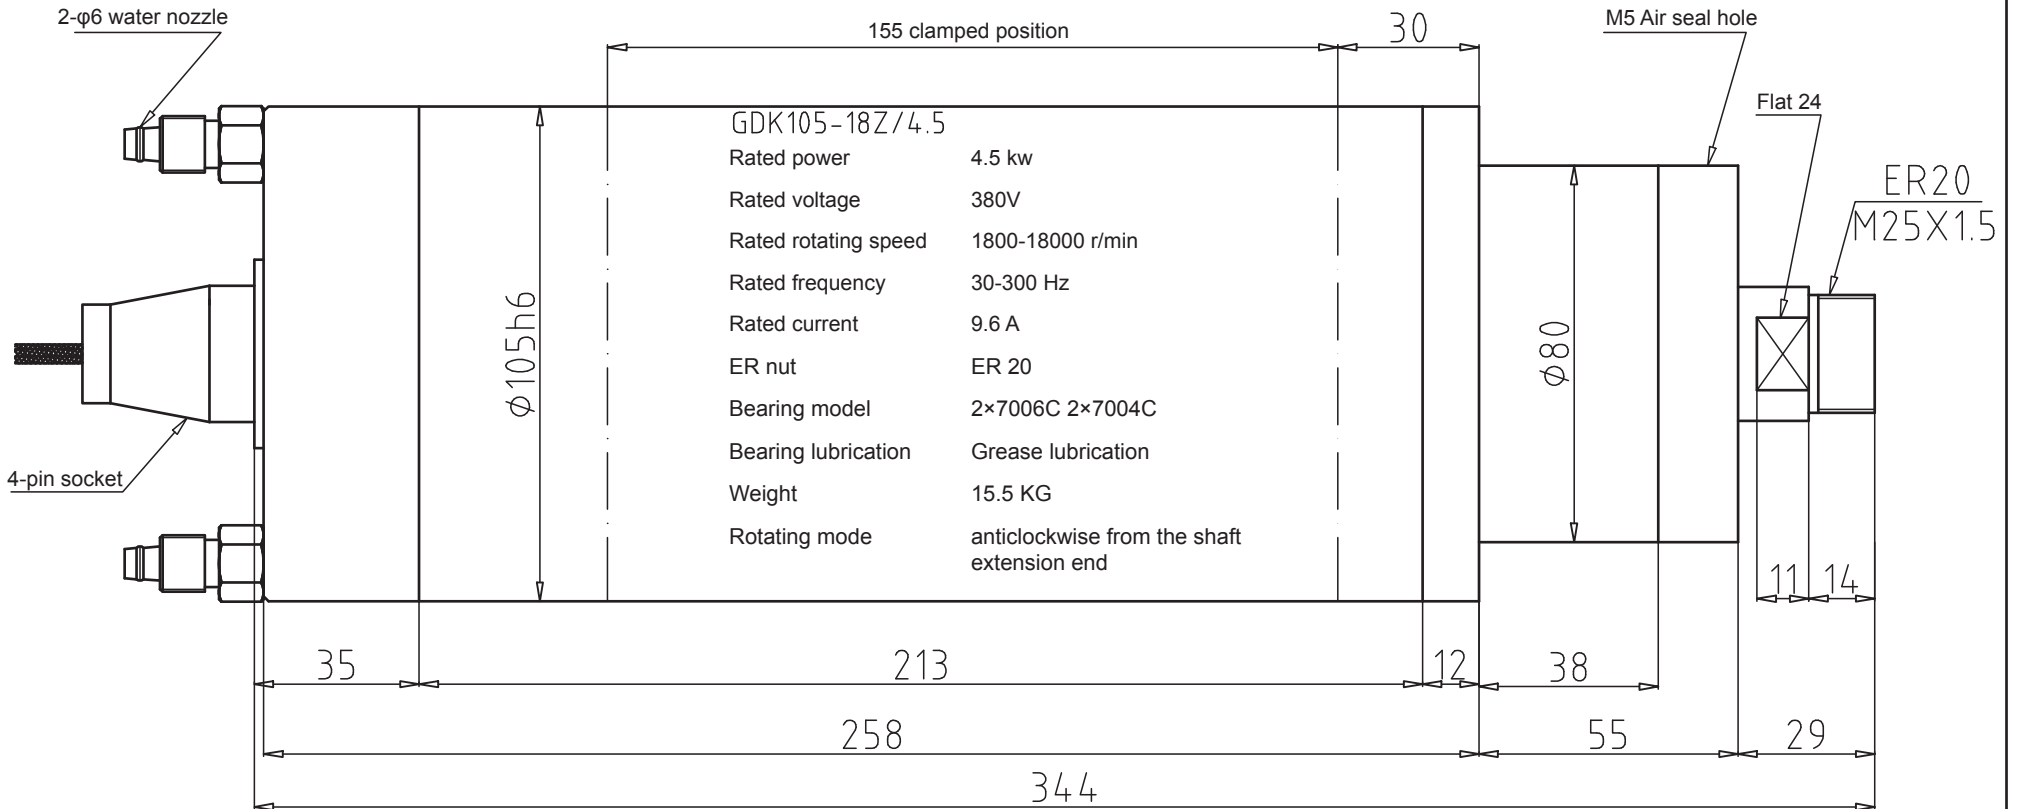 2-φ6 water nozzle
155 clamped position
30
M5 Air seal hole
Flat 24
ER20
M25X1.5
GDK105-18Z/4.5
Rated power 4.5 kw
Rated voltage 380V
Rated rotating speed 1800-18000 r/min
Rated frequency 30-300 Hz
Rated current 9.6 A
ER nut ER 20
Bearing model 2×7006C 2×7004C
Bearing lubrication Grease lubrication
Weight 15.5 KG
Rotating mode anticlockwise from the shaft
extension end
φ105h6
φ80
4-pin socket
11 14
35 213 12 38
258 55 29
344